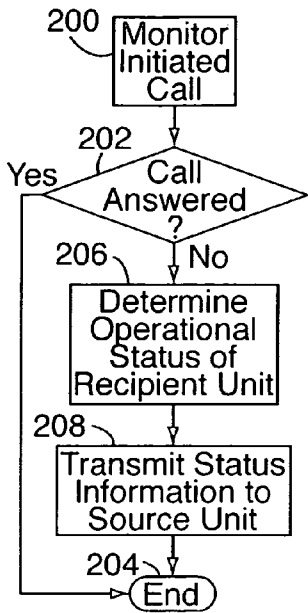 200
Monitor
Initiated
Call
202
Yes
Call
Answered
?
206
No
Determine
Operational
Status of
Recipient Unit
208
Transmit Status
Information to
Source Unit
204
End